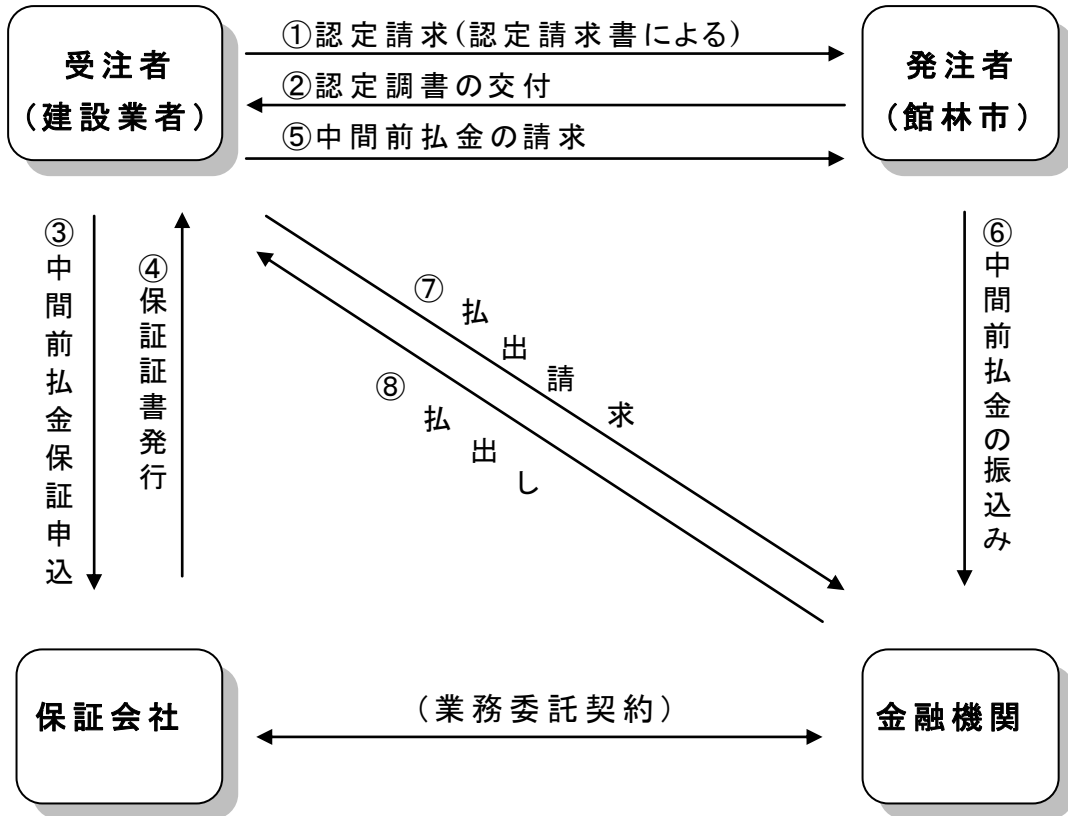 受注者
(建設業者)
①認定請求(認定請求書による)
②認定調書の交付
⑤中間前払金の請求
発注者
(館林市)
③中間前払金保証申込
④保証証書発行
⑦払出請求
⑧払出し
⑥中間前払金の振込み
保証会社
(業務委託契約)
金融機関